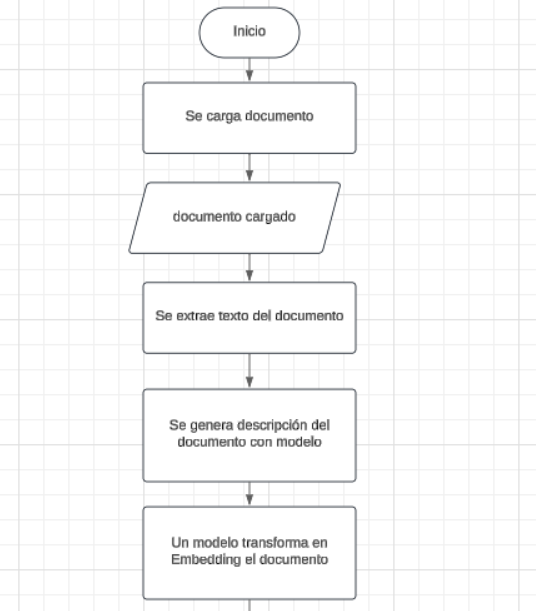 Inicio
Se carga documento
documento cargado
Se extrae texto del documento
Se genera descripción del
documento con modelo
Un modelo transforma en
Embedding el documento